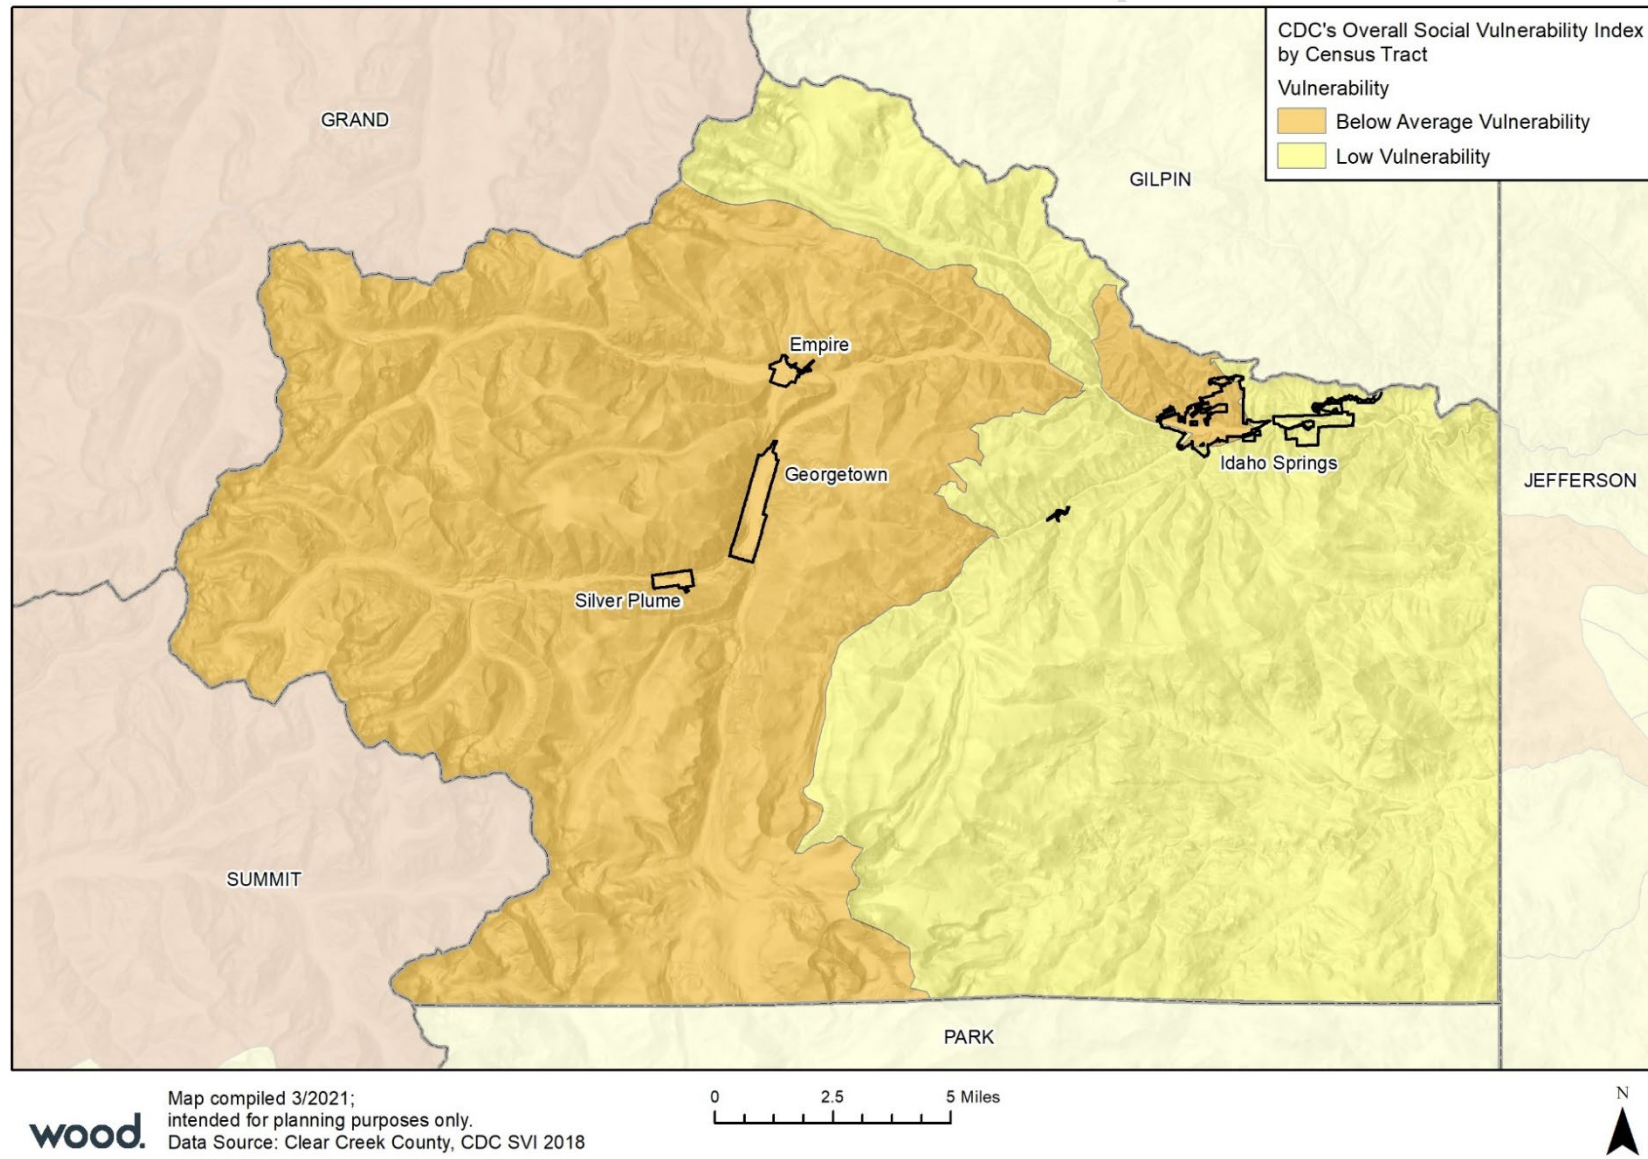 CDC's Overall Social Vulnerability Index
by Census Tract
Vulnerability
Below Average Vulnerability
Low Vulnerability
GRAND
GILPIN
Empire
Georgetown
Idaho Springs
JEFFERSON
Silver Plume
SUMMIT
PARK
wood.
Map compiled 3/2021;
intended for planning purposes only.
Data Source: Clear Creek County, CDC SVI 2018
0 2.5 5 Miles
N